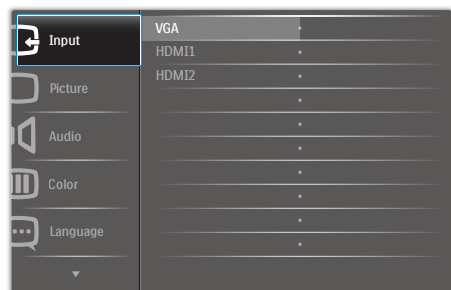 Input
VGA
HDMI1
HDMI2
Picture
Audio
Color
Language